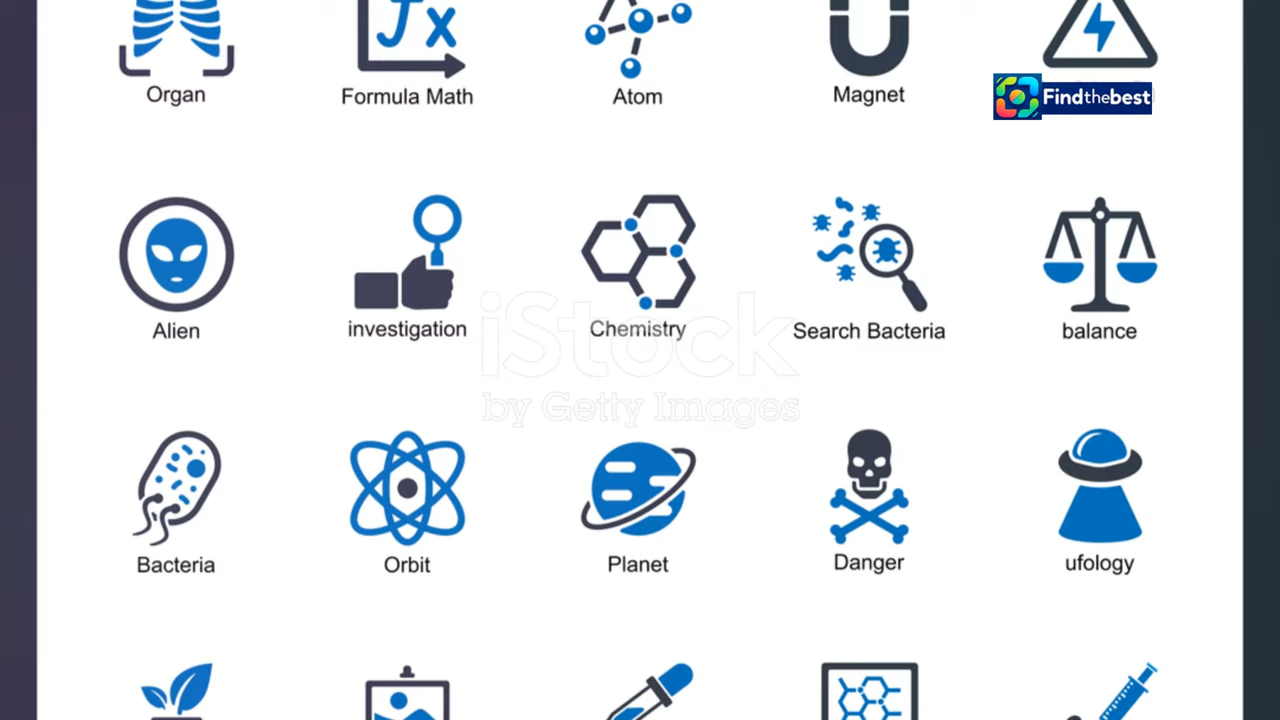 Jx
Organ
Formula Math
Atom
Magnet
Findthebest
Alien
investigation
Chemistry
Search Bacteria
balance
iStock
by Getty Images
Bacteria
Orbit
Planet
Danger
ufology